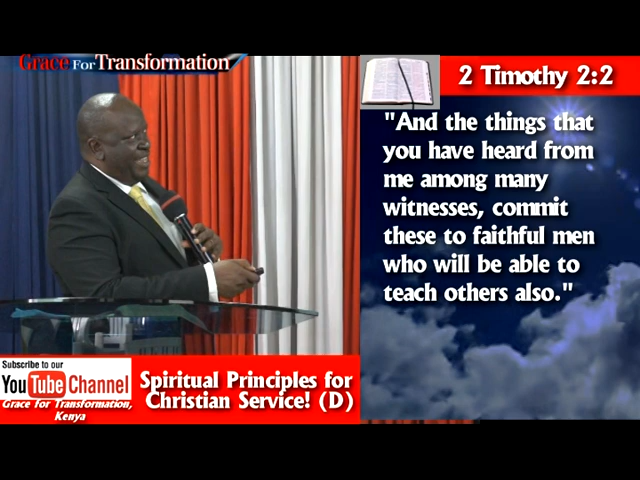 Grace For Transformation
2 Timothy 2:2
"And the things that
you have heard from
me among many
witnesses, commit
these to faithful men
who will be able to
teach others also."
Subscribe to our
YouTube Channel
Grace for Transformation,
Kenya
Spiritual Principles for
Christian Service! (D)